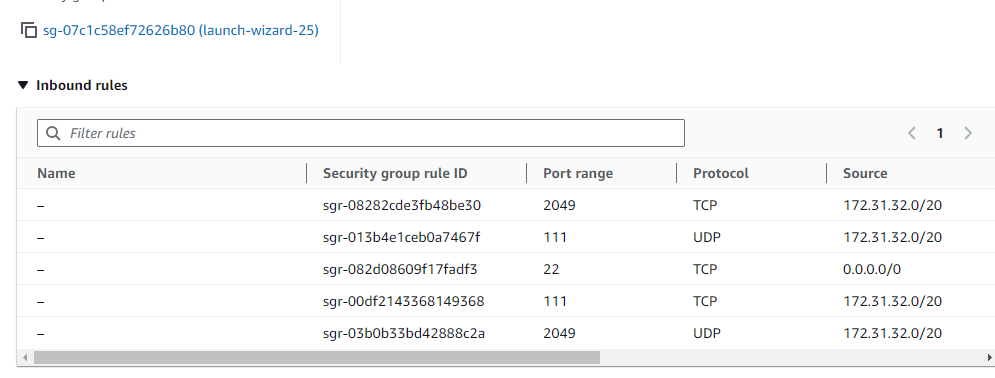 sg-07c1c58ef72626b80 (launch-wizard-25)
Inbound rules
Filter rules
1
Name Security group rule ID Port range Protocol Source
– sgr-08282cde3fb48be30 2049 TCP 172.31.32.0/20
– sgr-013b4e1ceb0a7467f 111 UDP 172.31.32.0/20
– sgr-082d08609f17fadf3 22 TCP 0.0.0.0/0
– sgr-00df2143368149368 111 TCP 172.31.32.0/20
– sgr-03b0b33bd42888c2a 2049 UDP 172.31.32.0/20